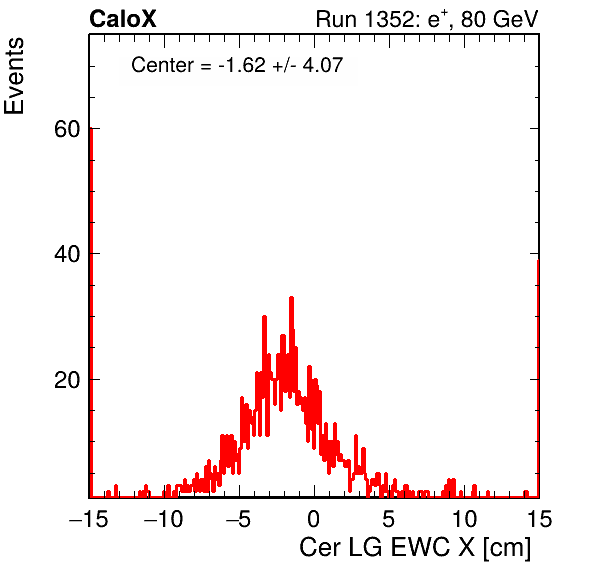 CaloX Run 1352: e⁺, 80 GeV
Center = -1.62 +/- 4.07
Events
60
40
20
−15 −10 −5 0 5 10 15
Cer LG EWC X [cm]